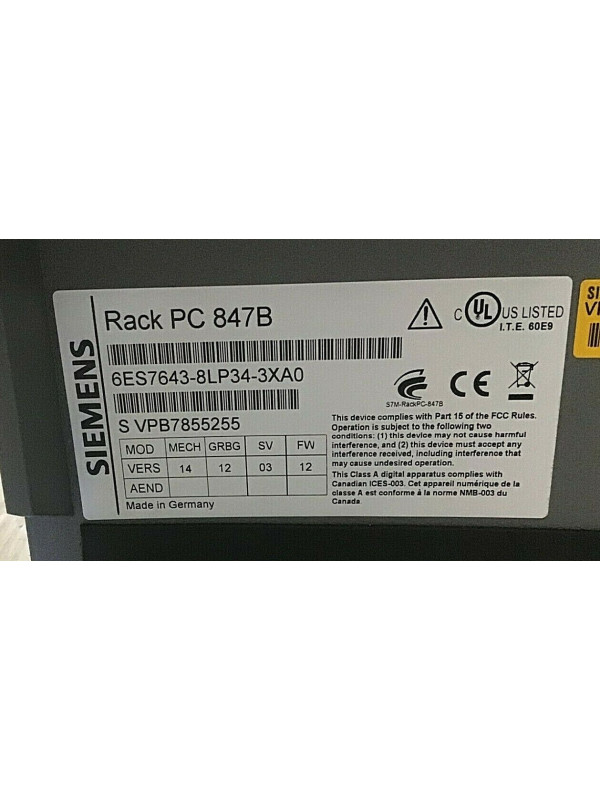 SIEMENS
Rack PC 847B
C UL US LISTED
I.T.E. 60E9
6ES7643-8LP34-3XA0
S VPB7855255
S7M-RackPC-847B
CE
MOD MECH GRBG SV FW
VERS 14 12 03 12
AEND
Made in Germany
This device complies with Part 15 of the FCC Rules.
Operation is subject to the following two
conditions: (1) this device may not cause harmful
interference, and (2) this device must accept any
interference received, including interference that
may cause undesired operation.
This Class A digital apparatus complies with
Canadian ICES-003. Cet appareil numérique de la
classe A est conforme à la norme NMB-003 du
Canada.
SI